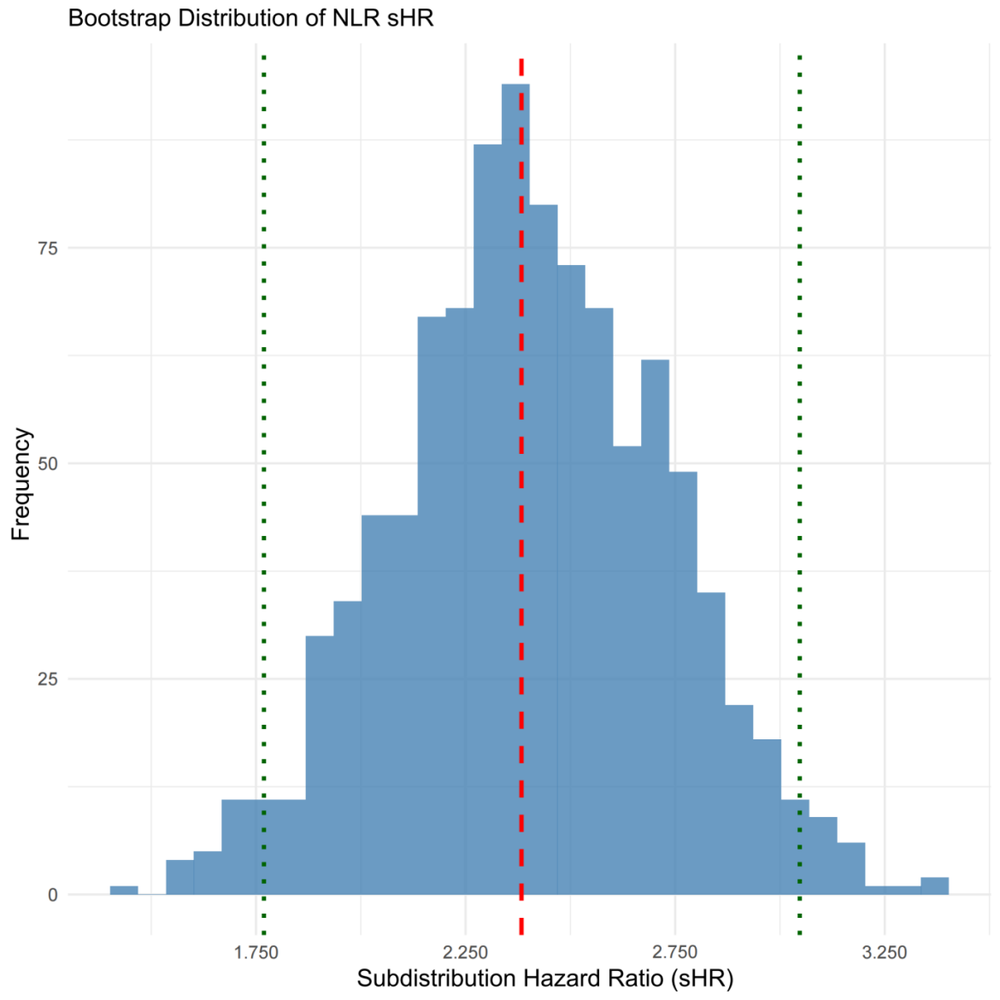 Bootstrap Distribution of NLR sHR
Frequency
75
50
25
0
1.750 2.250 2.750 3.250
Subdistribution Hazard Ratio (sHR)